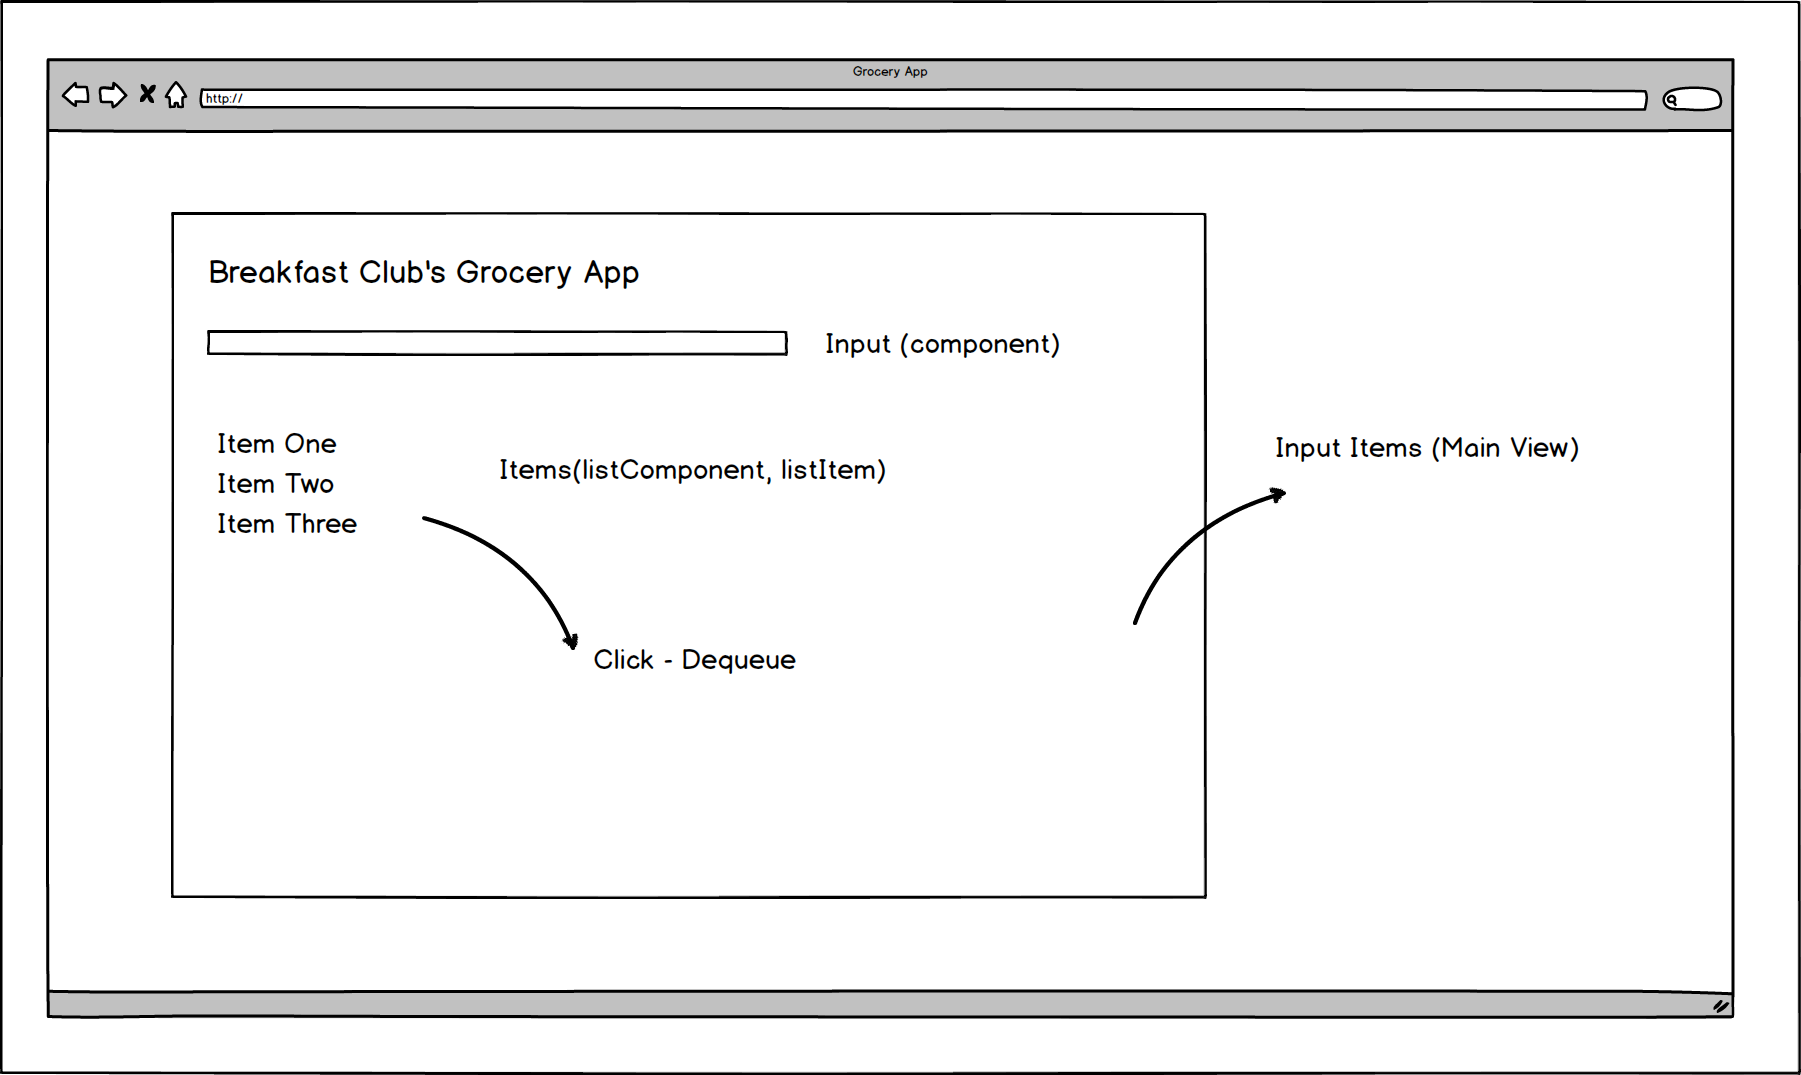 Grocery App
http://
Breakfast Club's Grocery App
Input (component)
Item One
Item Two
Item Three
Items(listComponent, listItem)
Click - Dequeue
Input Items (Main View)